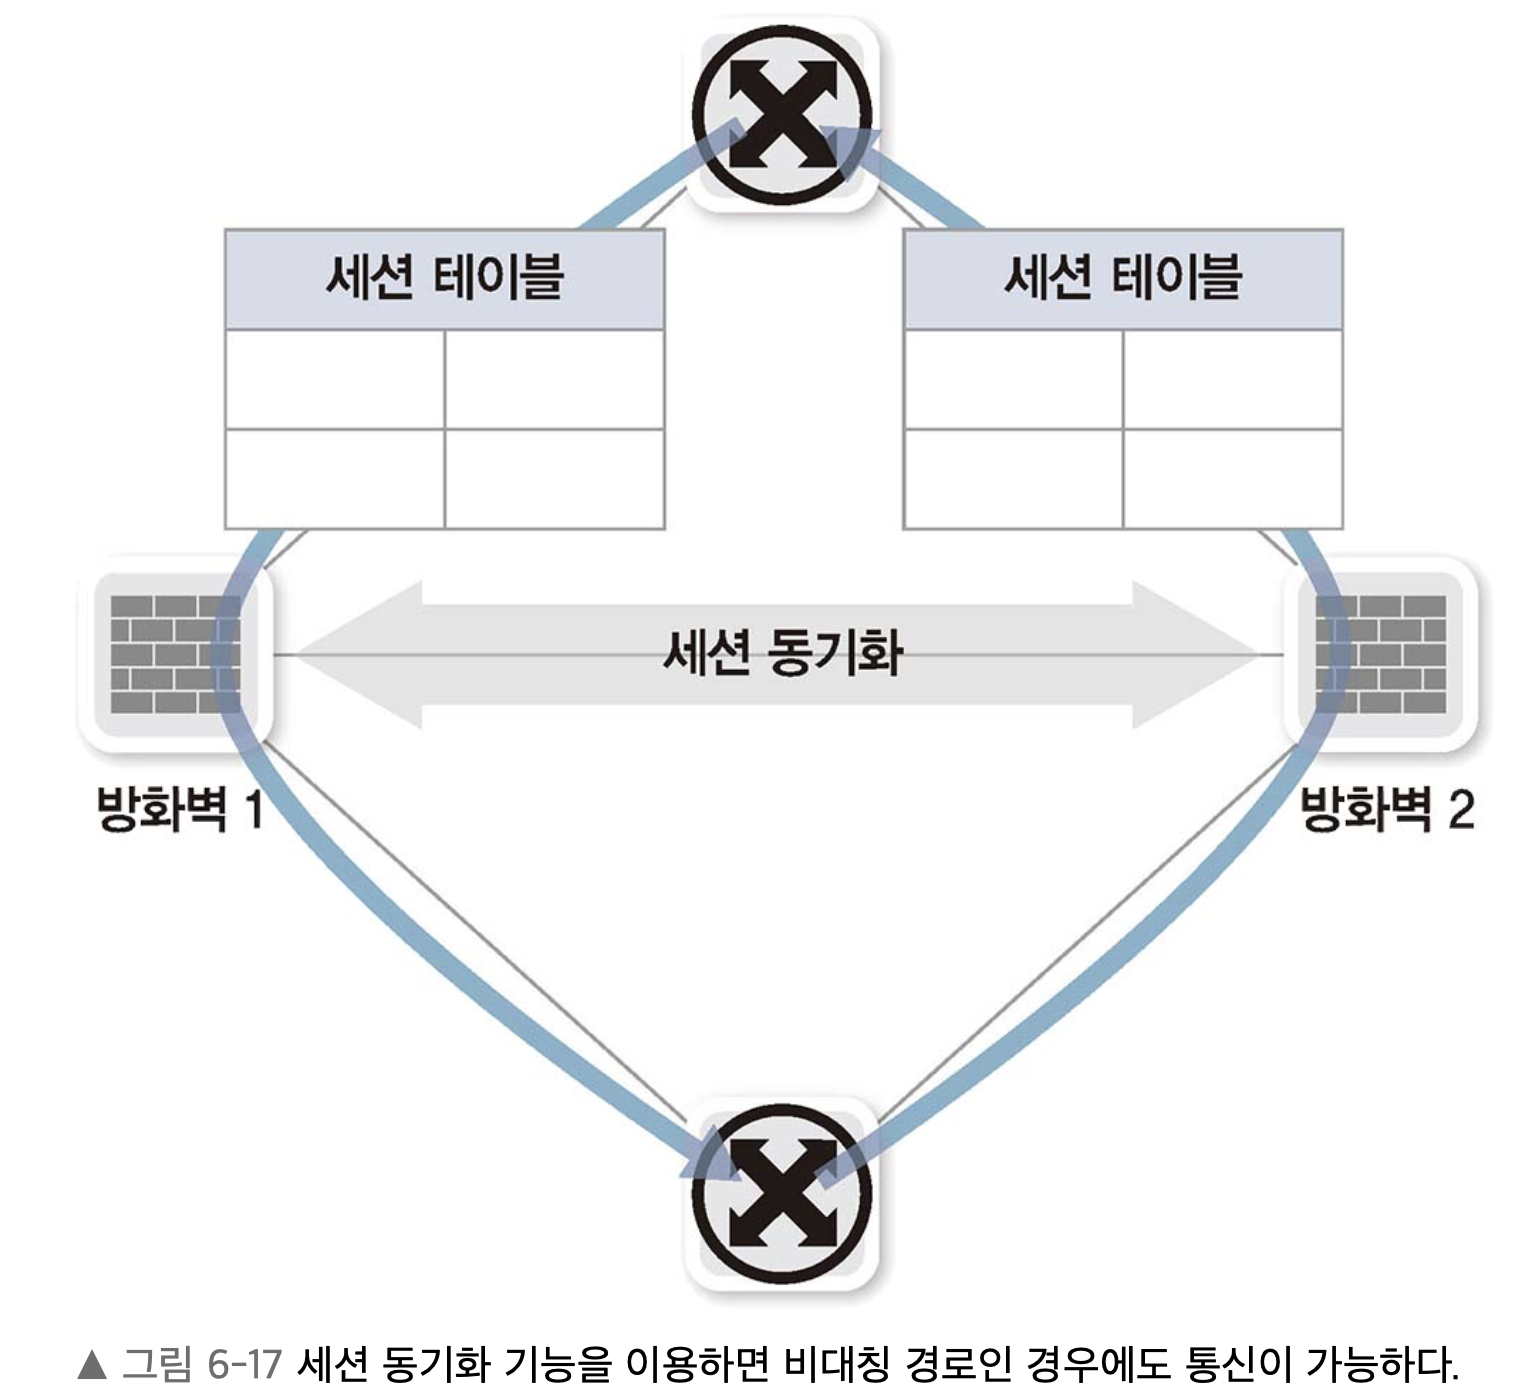 세션 테이블
세션 테이블
세션 동기화
방화벽 1
방화벽 2
▲ 그림 6-17 세션 동기화 기능을 이용하면 비대칭 경로인 경우에도 통신이 가능하다.